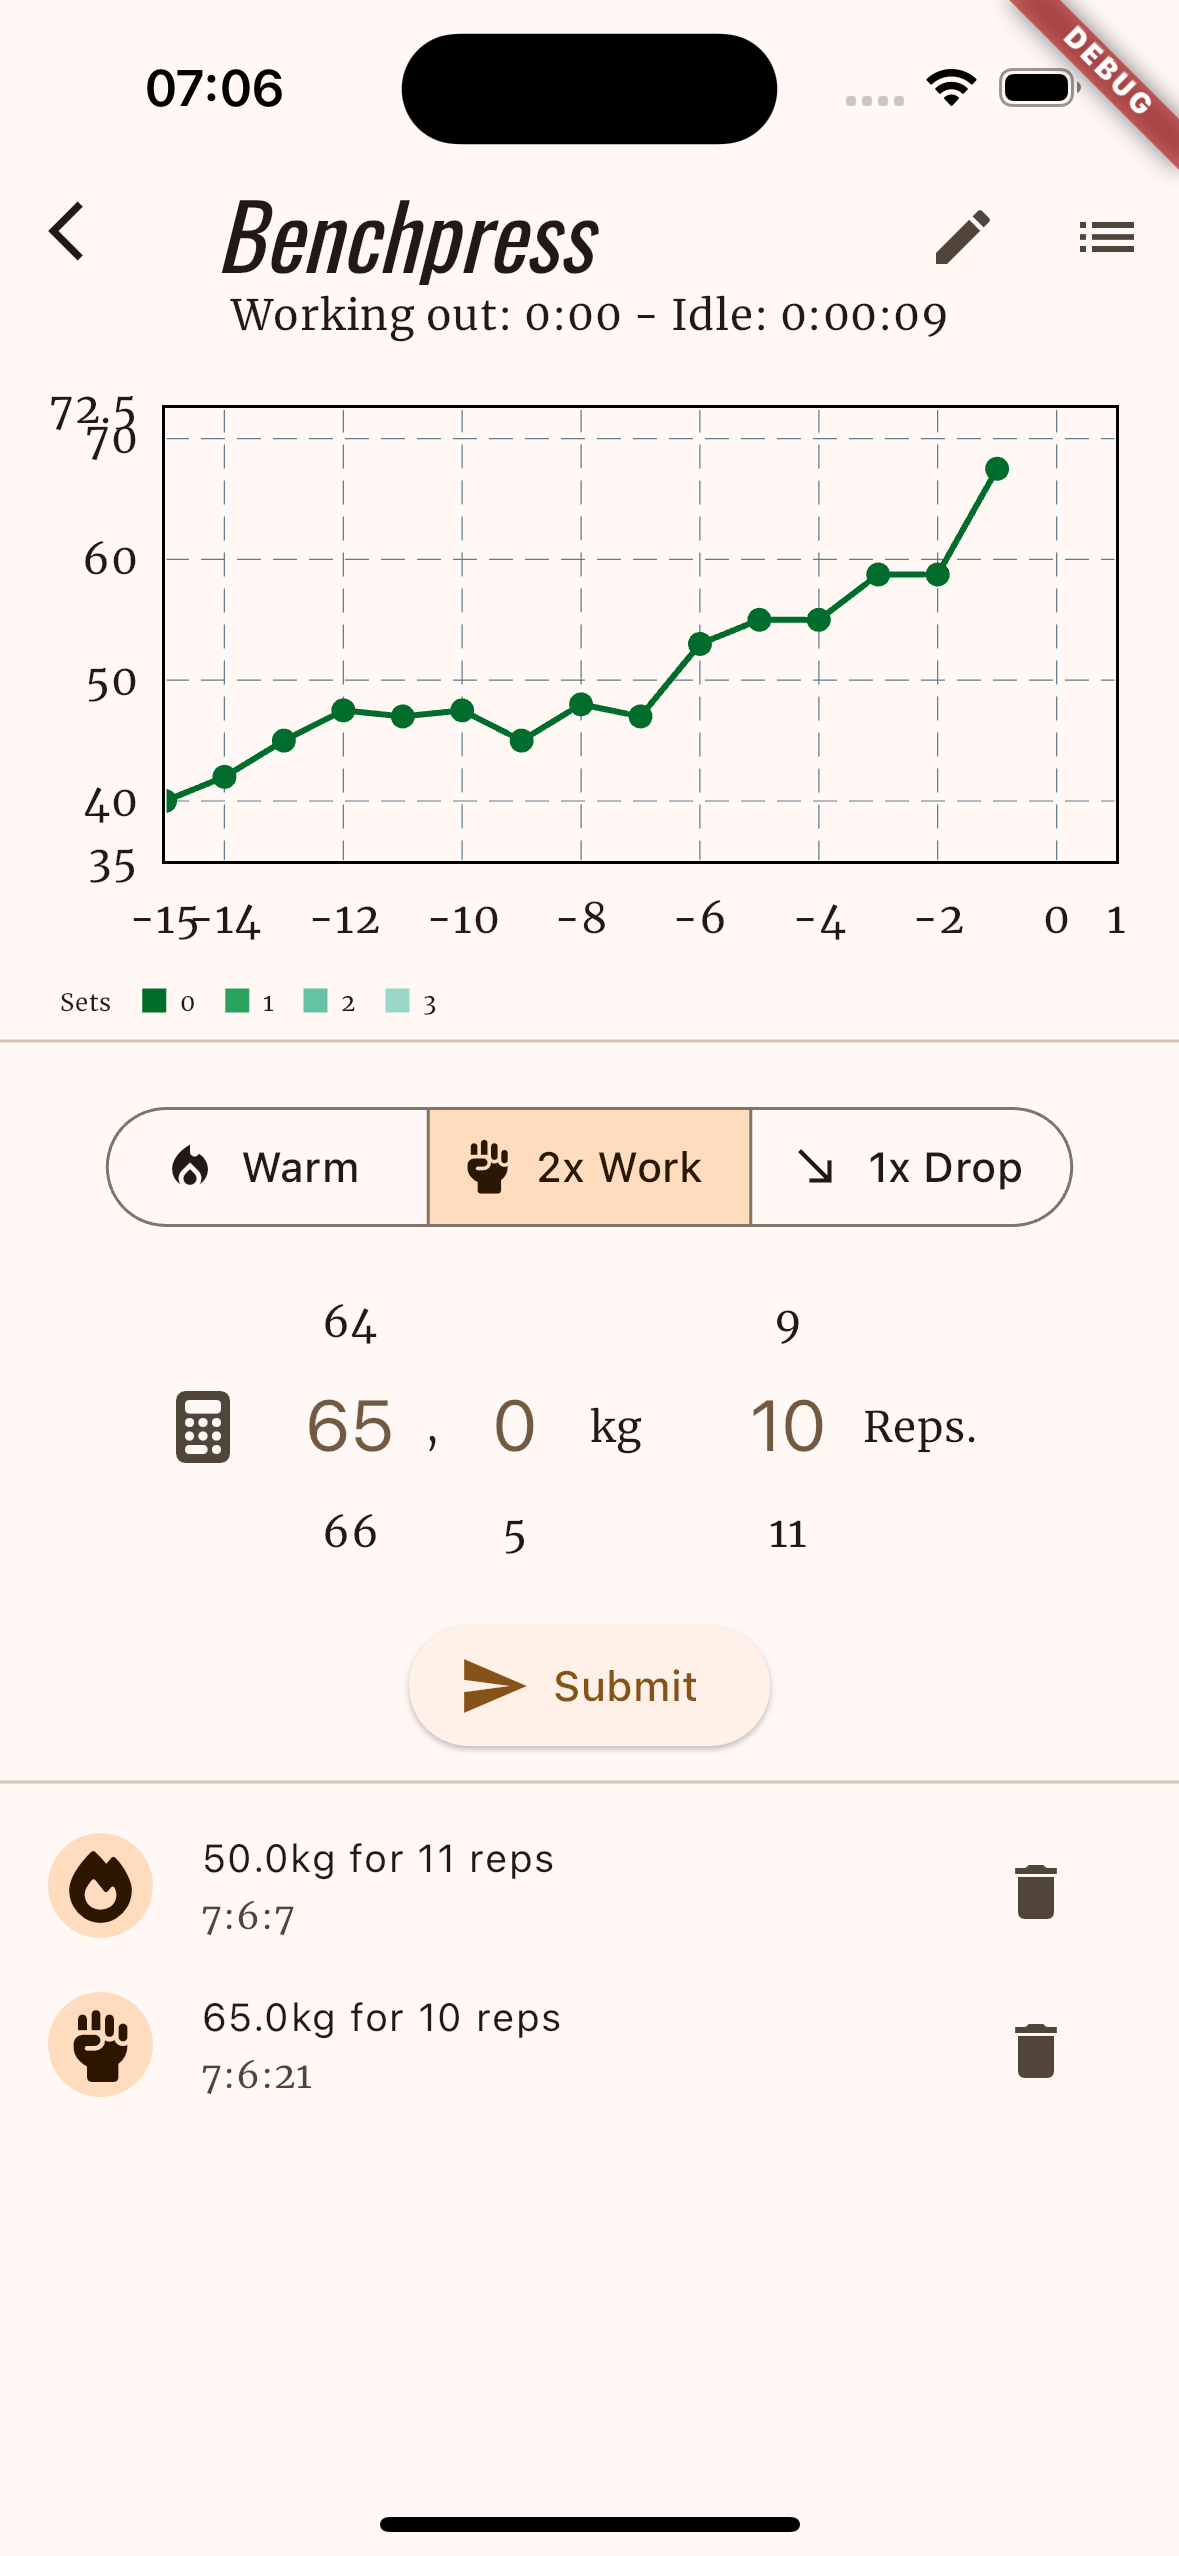 07:06
DEBUG
Benchpress
Working out: 0:00 - Idle: 0:00:09
72.5
70
60
50
40
35
-15 -14 -12 -10 -8 -6 -4 -2 0 1
Sets 0 1 2 3
Warm 2x Work 1x Drop
64 9
65 , 0 kg 10 Reps.
66 5 11
Submit
50.0kg for 11 reps
7:6:7
65.0kg for 10 reps
7:6:21